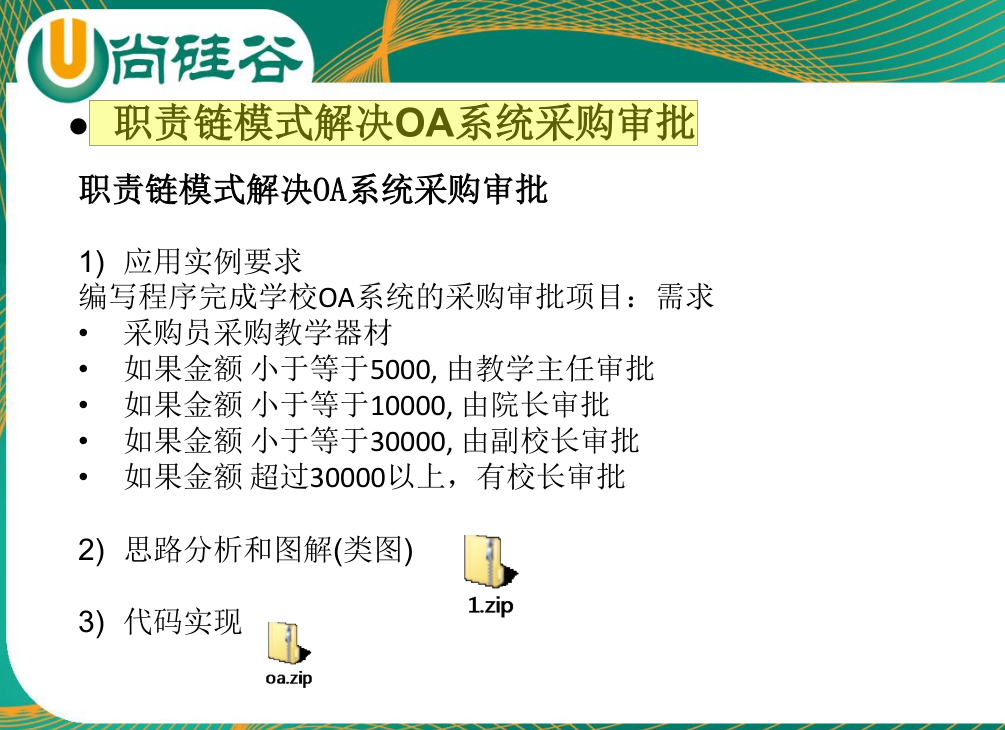 U尚硅谷
● 职责链模式解决OA系统采购审批
职责链模式解决OA系统采购审批
1) 应用实例要求
编写程序完成学校OA系统的采购审批项目：需求
• 采购员采购教学器材
• 如果金额 小于等于5000, 由教学主任审批
• 如果金额 小于等于10000, 由院长审批
• 如果金额 小于等于30000, 由副校长审批
• 如果金额 超过30000以上，有校长审批
2) 思路分析和图解(类图)
1.zip
3) 代码实现
oa.zip